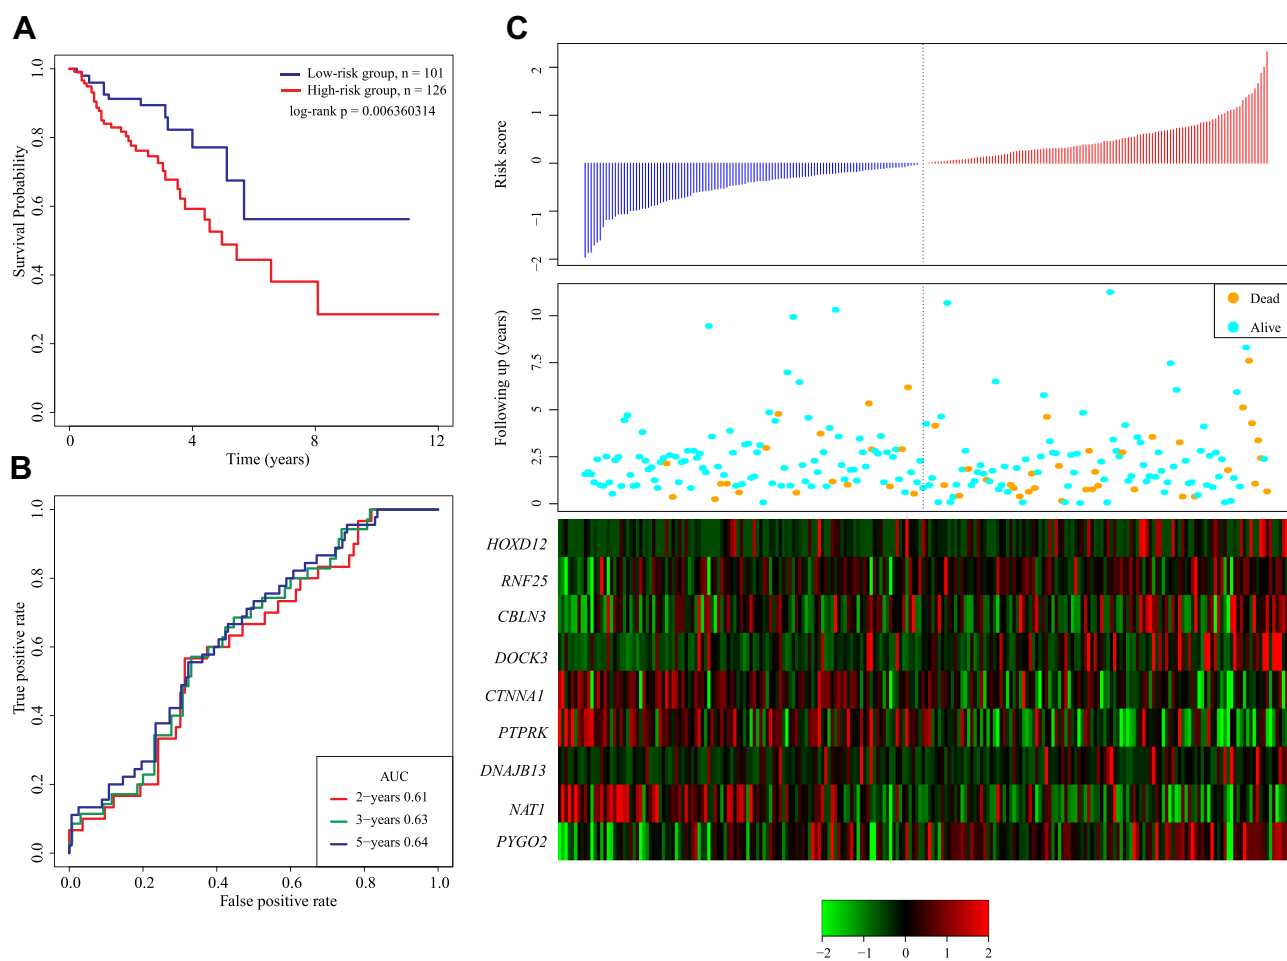 A
1.0
0.8
0.6
0.4
0.2
0.0
Survival Probability
Low-risk group, n = 101
High-risk group, n = 126
log-rank p = 0.006360314
0
4
8
12
Time (years)
B
1.0
0.8
0.6
0.4
0.2
0.0
True positive rate
AUC
2-years 0.61
3-years 0.63
5-years 0.64
0.0
0.2
0.4
0.6
0.8
1.0
False positive rate
C
2
1
0
−1
−2
Risk score
10
7.5
5
2.5
0
Following up (years)
Dead
Alive
HOXD12
RNF25
CBLN3
DOCK3
CTNNA1
PTPRK
DNAJB13
NAT1
PYGO2
−2
−1
0
1
2